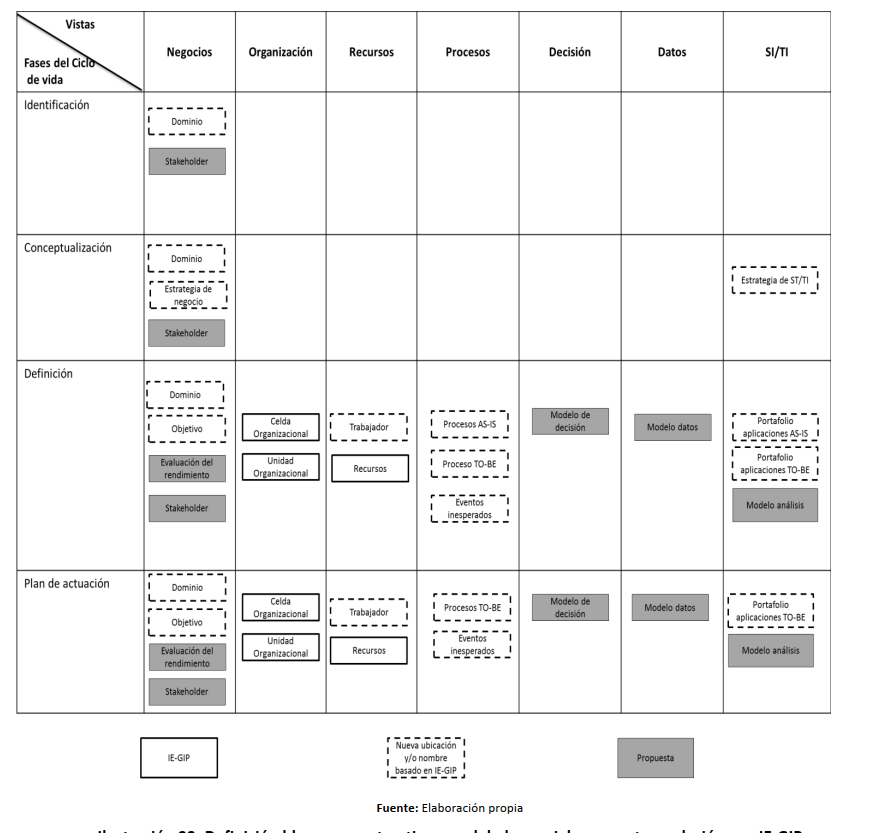 Vistas
Fases del Ciclo
de vida
Negocios
Organización
Recursos
Procesos
Decisión
Datos
SI/TI
Identificación
Dominio
Stakeholder
Conceptualización
Dominio
Estrategia de
negocio
Stakeholder
Estrategia de ST/TI
Definición
Dominio
Objetivo
Evaluación del
rendimiento
Stakeholder
Celda
Organizacional
Unidad
Organizacional
Trabajador
Recursos
Procesos AS-IS
Proceso TO-BE
Eventos
inesperados
Modelo de
decisión
Modelo datos
Portafolio
aplicaciones AS-IS
Portafolio
aplicaciones TO-BE
Modelo análisis
Plan de actuación
Dominio
Objetivo
Evaluación del
rendimiento
Stakeholder
Celda
Organizacional
Unidad
Organizacional
Trabajador
Recursos
Procesos TO-BE
Eventos
inesperados
Modelo de
decisión
Modelo datos
Portafolio
aplicaciones TO-BE
Modelo análisis
IE-GIP
Nueva ubicación
y/o nombre
basado en IE-GIP
Propuesta
Fuente: Elaboración propia